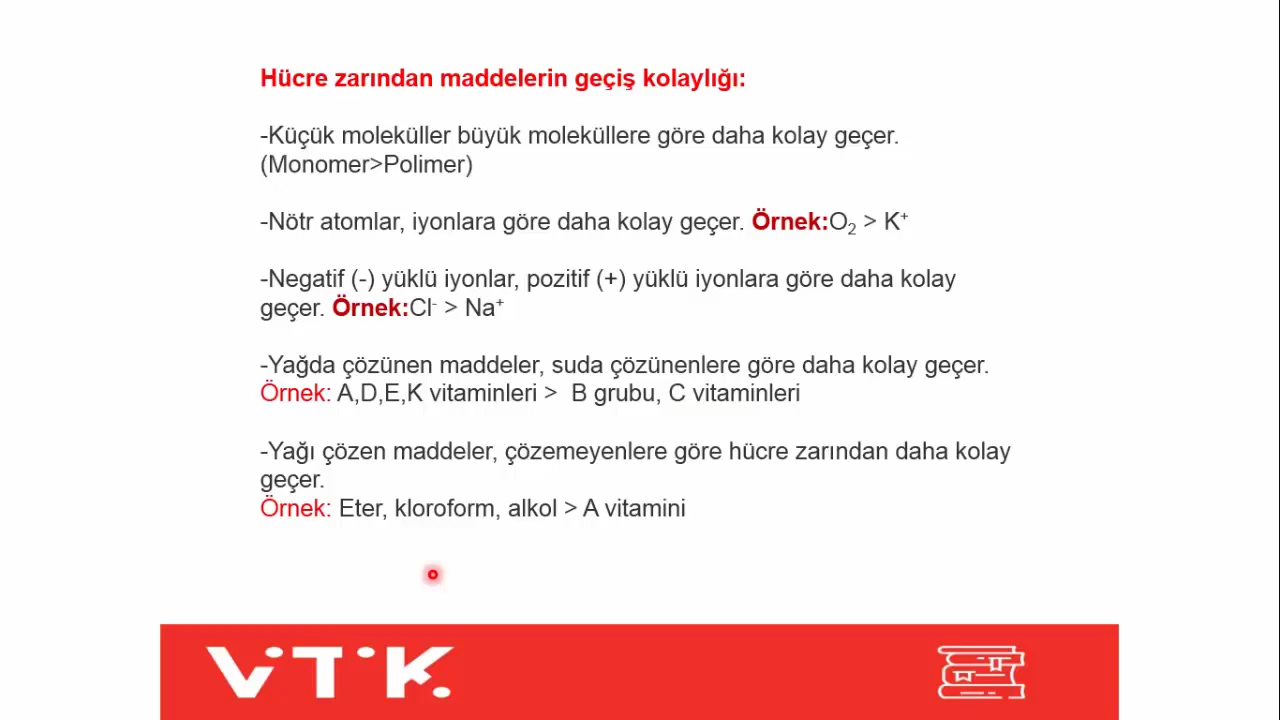 Hücre zarından maddelerin geçiş kolaylığı:
-Küçük moleküller büyük moleküllere göre daha kolay geçer.
(Monomer>Polimer)
-Nötr atomlar, iyonlara göre daha kolay geçer. Örnek:O₂ > K⁺
-Negatif (-) yüklü iyonlar, pozitif (+) yüklü iyonlara göre daha kolay
geçer. Örnek:Cl⁻ > Na⁺
-Yağda çözünen maddeler, suda çözünenlere göre daha kolay geçer.
Örnek: A,D,E,K vitaminleri > B grubu, C vitaminleri
-Yağı çözen maddeler, çözemeyenlere göre hücre zarından daha kolay
geçer.
Örnek: Eter, kloroform, alkol > A vitamini
ViTiK.